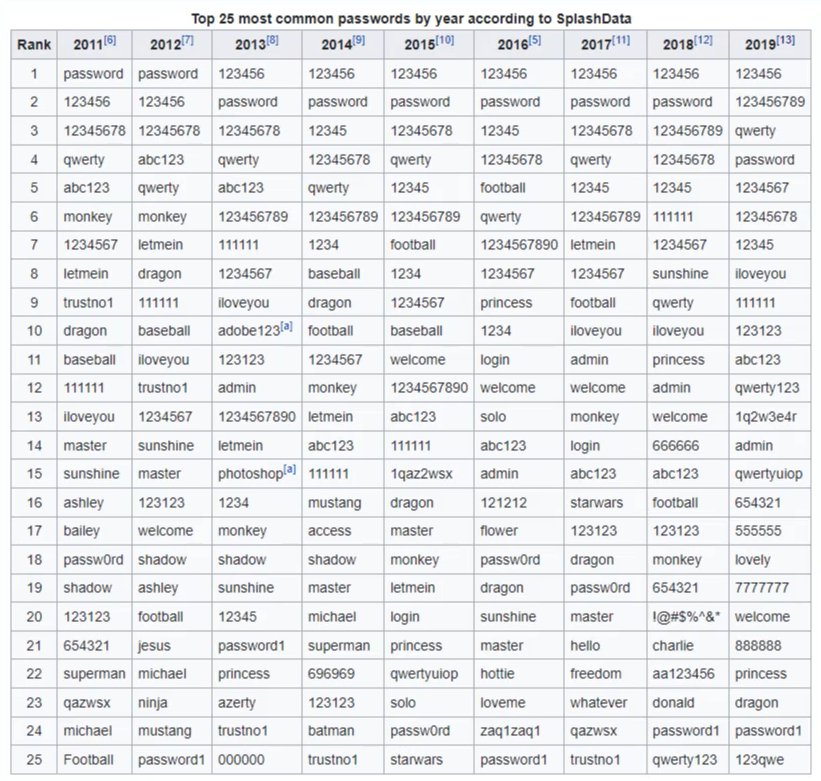 Top 25 most common passwords by year according to SplashData
Rank 2011[6] 2012[7] 2013[8] 2014[9] 2015[10] 2016[5] 2017[11] 2018[12] 2019[13]
1 password password 123456 123456 123456 123456 123456 123456 123456
2 123456 123456 password password password password password password 123456789
3 12345678 12345678 12345678 12345 12345678 12345 12345678 123456789 qwerty
4 qwerty abc123 qwerty 12345678 qwerty 12345678 qwerty 12345678 password
5 abc123 qwerty abc123 qwerty 12345 football 12345 12345 1234567
6 monkey monkey 123456789 123456789 123456789 qwerty 123456789 111111 12345678
7 1234567 letmein 111111 1234 football 1234567890 letmein 1234567 12345
8 letmein dragon 1234567 baseball 1234 1234567 1234567 sunshine iloveyou
9 trustno1 111111 iloveyou dragon 1234567 princess football qwerty 111111
10 dragon baseball adobe123[a] football baseball 1234 iloveyou iloveyou 123123
11 baseball iloveyou 123123 1234567 welcome login admin princess abc123
12 111111 trustno1 admin monkey 1234567890 welcome welcome admin qwerty123
13 iloveyou 1234567 1234567890 letmein abc123 solo monkey welcome 1q2w3e4r
14 master sunshine letmein abc123 111111 abc123 login 666666 admin
15 sunshine master photoshop[a] 111111 1qaz2wsx admin abc123 abc123 qwertyuiop
16 ashley 123123 1234 mustang dragon 121212 starwars football 654321
17 bailey welcome monkey access master flower 123123 123123 555555
18 passw0rd shadow shadow shadow monkey passw0rd dragon monkey lovely
19 shadow ashley sunshine master letmein dragon passw0rd 654321 7777777
20 123123 football 12345 michael login sunshine master !@#$%^&* welcome
21 654321 jesus password1 superman princess master hello charlie 888888
22 superman michael princess 696969 qwertyuiop hottie freedom aa123456 princess
23 qazwsx ninja azerty 123123 solo loveme whatever donald dragon
24 michael mustang trustno1 batman passw0rd zaq1zaq1 qazwsx password1 password1
25 Football password1 000000 trustno1 starwars password1 trustno1 qwerty123 123qwe